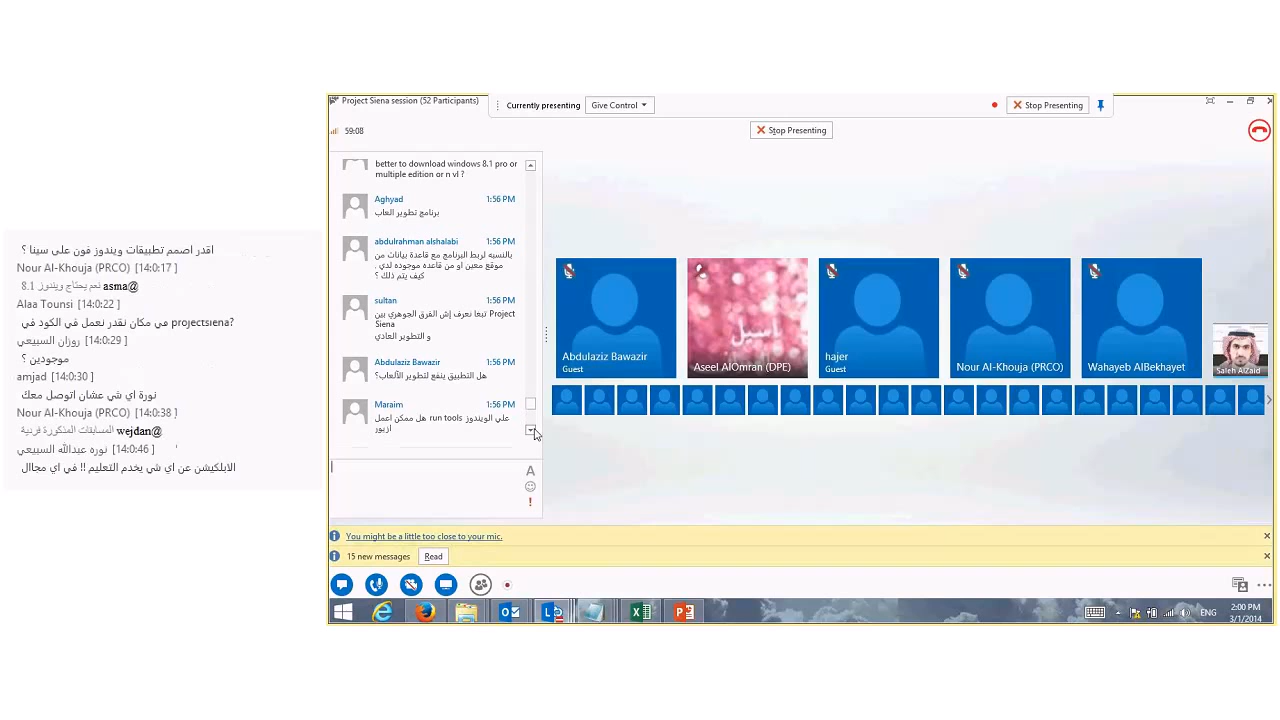 اقدر اصمم تطبيقات ويندوز فون على سينا ؟
Nour Al-Khouja (PRCO) [14:0:17 ]
@asma نعم يحتاج ويندوز 8.1
Alaa Tounsi [14:0:22 ]
في مكان نقدر نعمل في الكود في projectsiena?
روزان السبيعي [14:0:29 ]
موجودين ؟
amjad [14:0:30 ]
نورة اي شي عشان اتوصل معك
Nour Al-Khouja (PRCO) [14:0:38 ]
@wejdan المسابقات المذكورة فردية
نوره عبدالله السبيعي [14:0:46 ]
الابلكيشن عن اي شي يخدم التعليم !! في اي مجاال
Project Siena session (52 Participants)
Currently presenting
Give Control
Stop Presenting
59:08
Stop Presenting
better to download windows 8.1 pro or
multiple edition or n vl ?
Aghyad 1:56 PM
برنامج تطوير العاب
abdulrahman alshalabi 1:56 PM
بالنسبه لربط البرنامج مع قاعدة بيانات من
موقع معين او من قاعده موجوده لدي ,
كيف يتم ذلك ؟
sultan 1:56 PM
نبغا نعرف إش الفرق الجوهري بين Project
Siena
و التطوير العادي
Abdulaziz Bawazir 1:56 PM
هل التطبيق ينفع لتطوير الألعاب؟
Maraim 1:56 PM
هل ممكن اعمل run tools علي الويندوز
ازيور
Abdulaziz Bawazir
Guest
أسيل
Aseel AlOmran (DPE)
hajer
Guest
Nour Al-Khouja (PRCO)
Wahayeb AlBekhayet
Saleh AlZaid
A
!
You might be a little too close to your mic.
15 new messages
Read
ENG
2:00 PM
3/1/2014